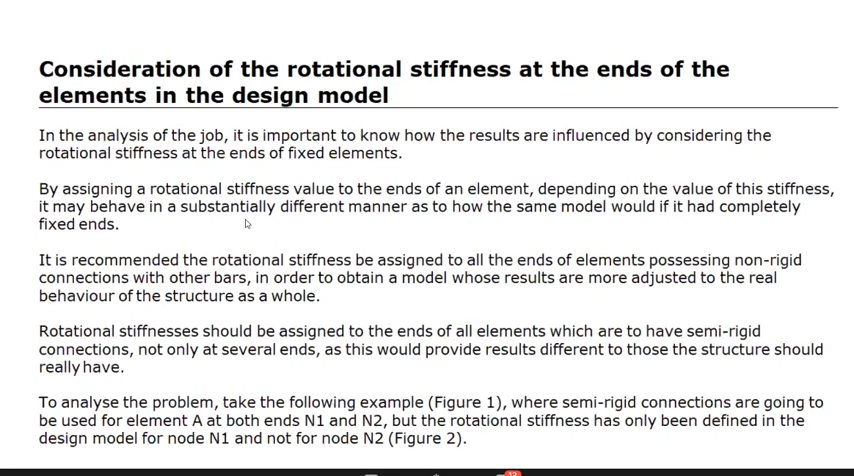 Consideration of the rotational stiffness at the ends of the
elements in the design model
In the analysis of the job, it is important to know how the results are influenced by considering the
rotational stiffness at the ends of fixed elements.
By assigning a rotational stiffness value to the ends of an element, depending on the value of this stiffness,
it may behave in a substantially different manner as to how the same model would if it had completely
fixed ends.
It is recommended the rotational stiffness be assigned to all the ends of elements possessing non-rigid
connections with other bars, in order to obtain a model whose results are more adjusted to the real
behaviour of the structure as a whole.
Rotational stiffnesses should be assigned to the ends of all elements which are to have semi-rigid
connections, not only at several ends, as this would provide results different to those the structure should
really have.
To analyse the problem, take the following example (Figure 1), where semi-rigid connections are going to
be used for element A at both ends N1 and N2, but the rotational stiffness has only been defined in the
design model for node N1 and not for node N2 (Figure 2).